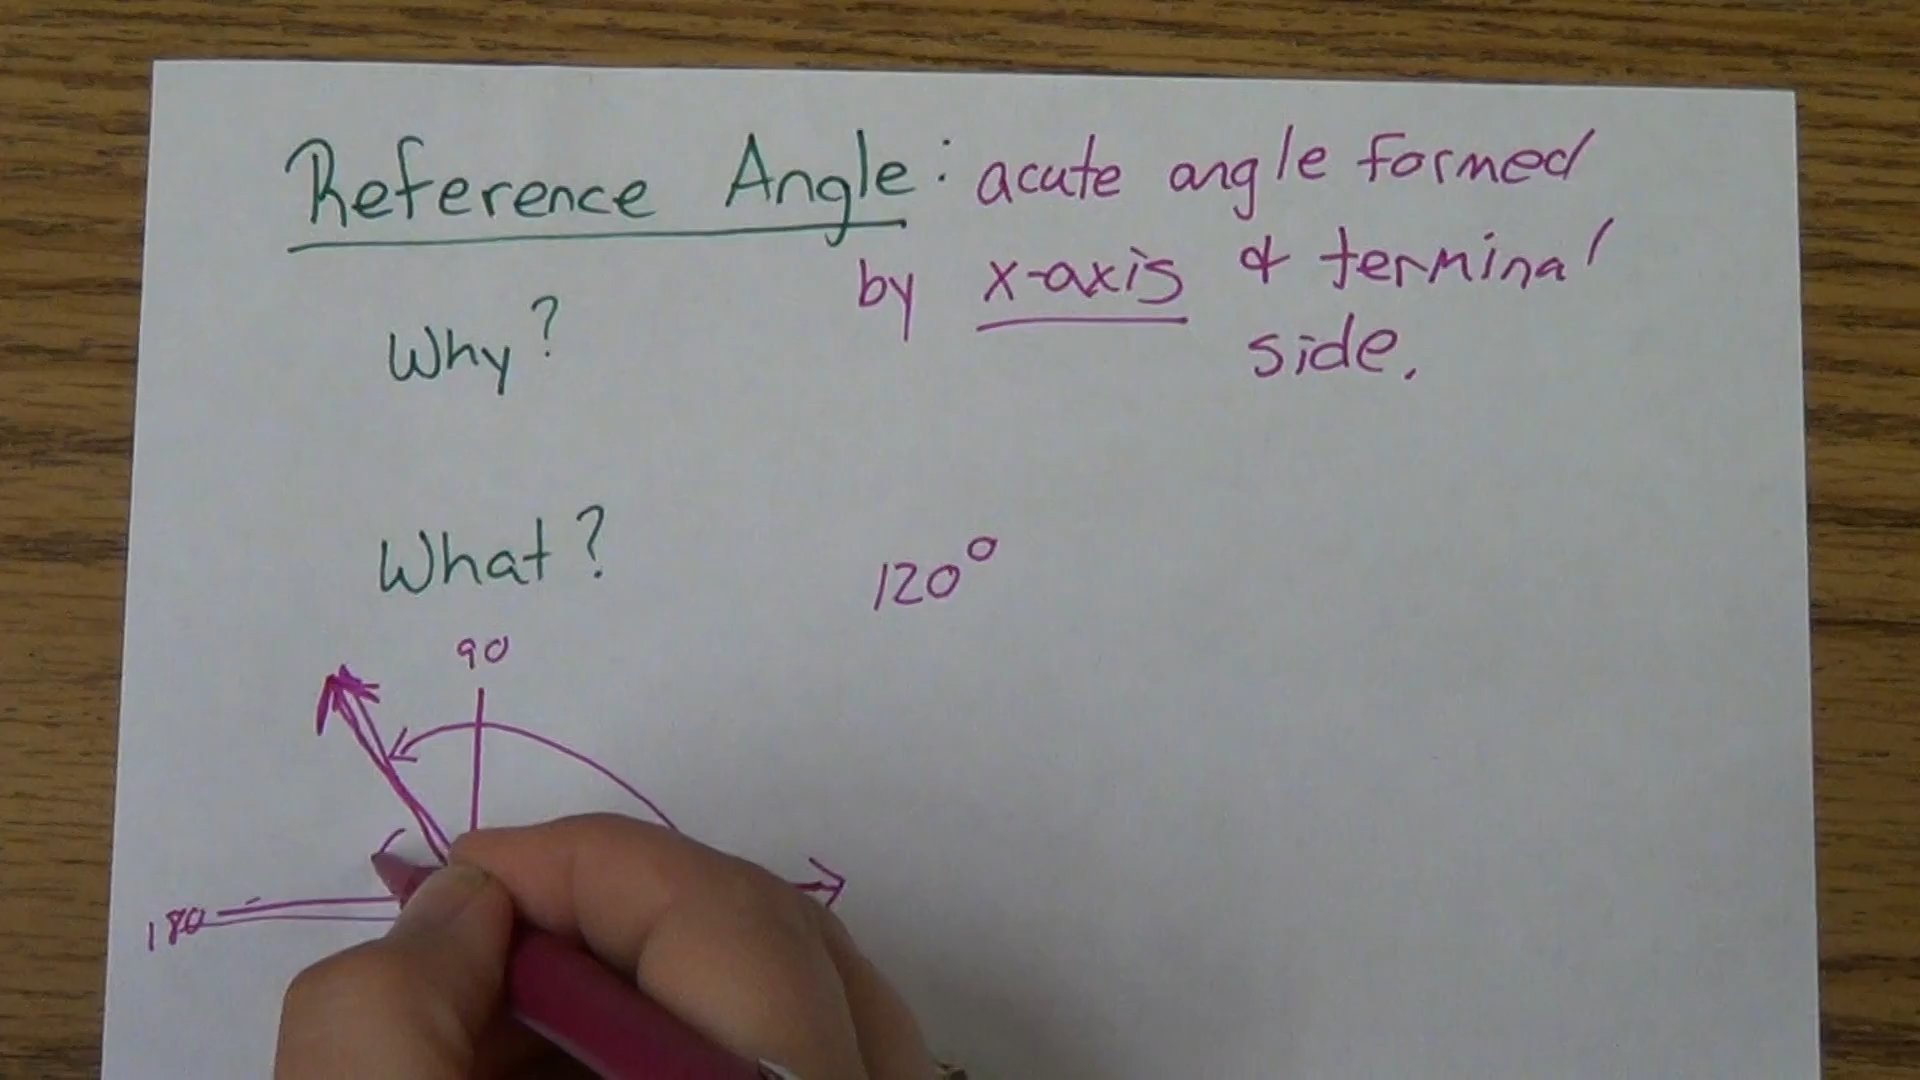 Reference Angle: acute angle formed
by x-axis & terminal
side.
Why?
What?
120°
90
180